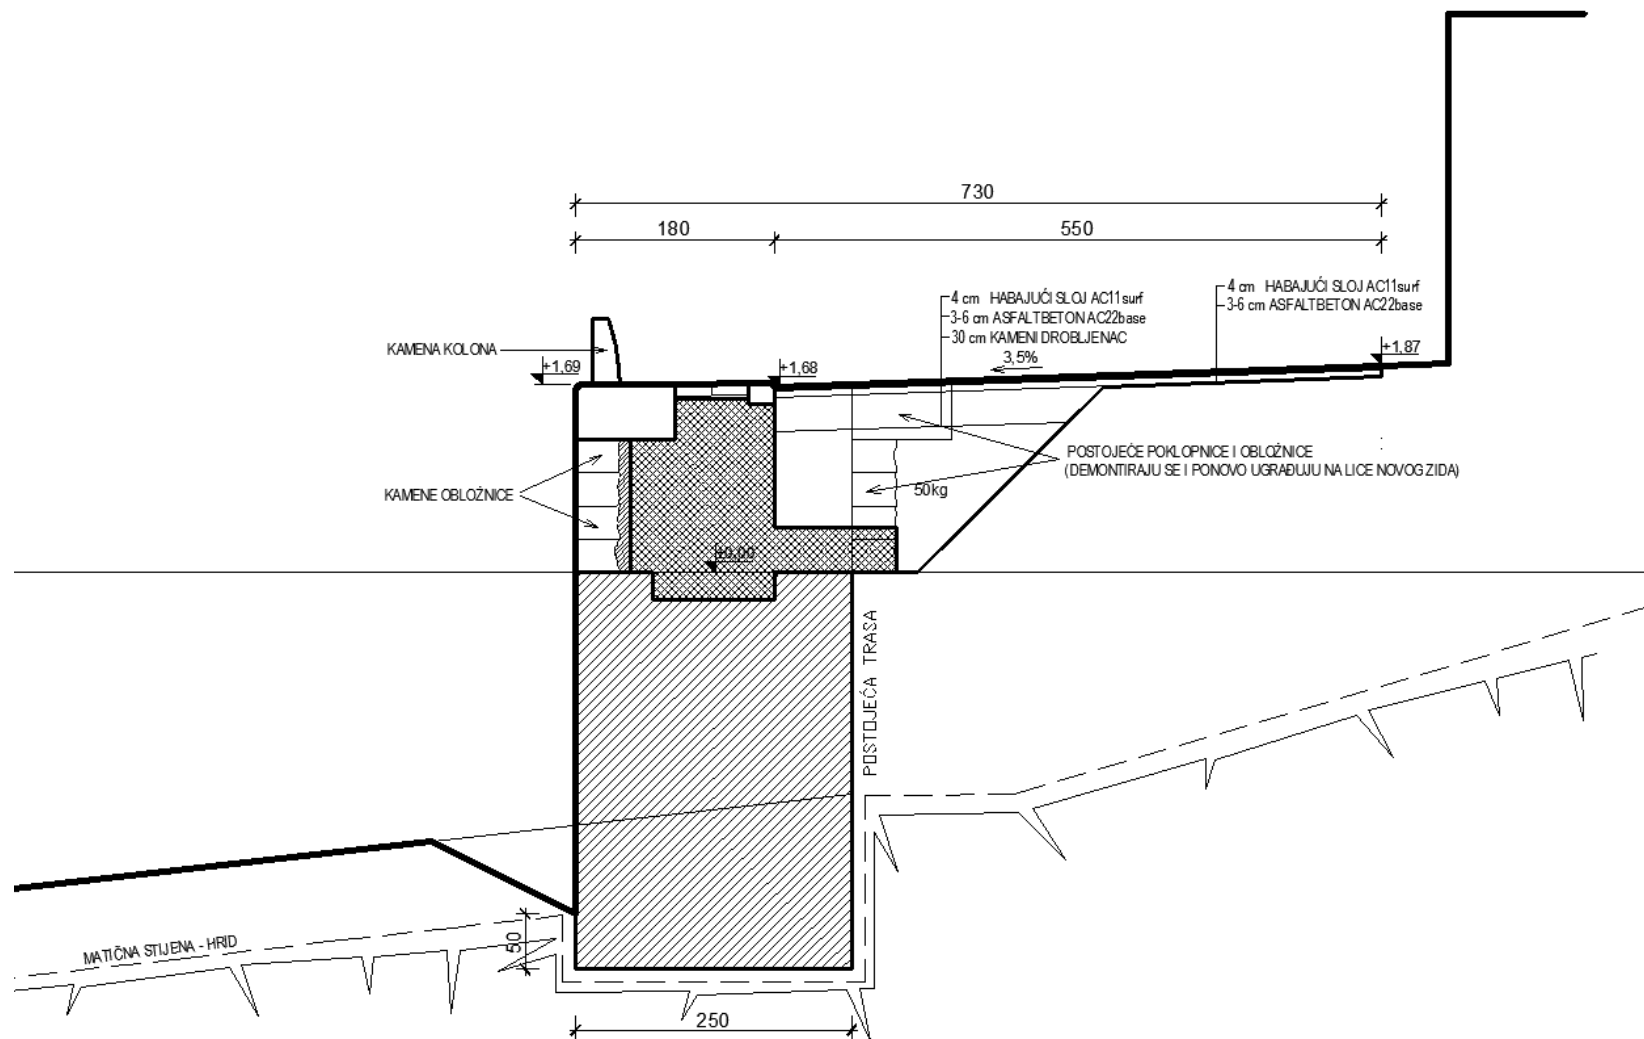 730
180
550
4 cm HABAJUĆI SLOJ AC11surf
3-6 cm ASFALTBETON AC22base
4 cm HABAJUĆI SLOJ AC11surf
3-6 cm ASFALTBETON AC22base
30 cm KAMENI DROBLJENAC
KAMENA KOLONA
+1,69
+1,68
3,5%
+1,87
POSTOJEĆE POKLOPNICE I OBLOŽNICE
(DEMONTIRAJU SE I PONOVO UGRAĐUJU NA LICE NOVOG ZIDA)
KAMENE OBLOŽNICE
50kg
±0,00
POSTOJEĆA TRASA
MATIČNA STIJENA - HRID
50
250